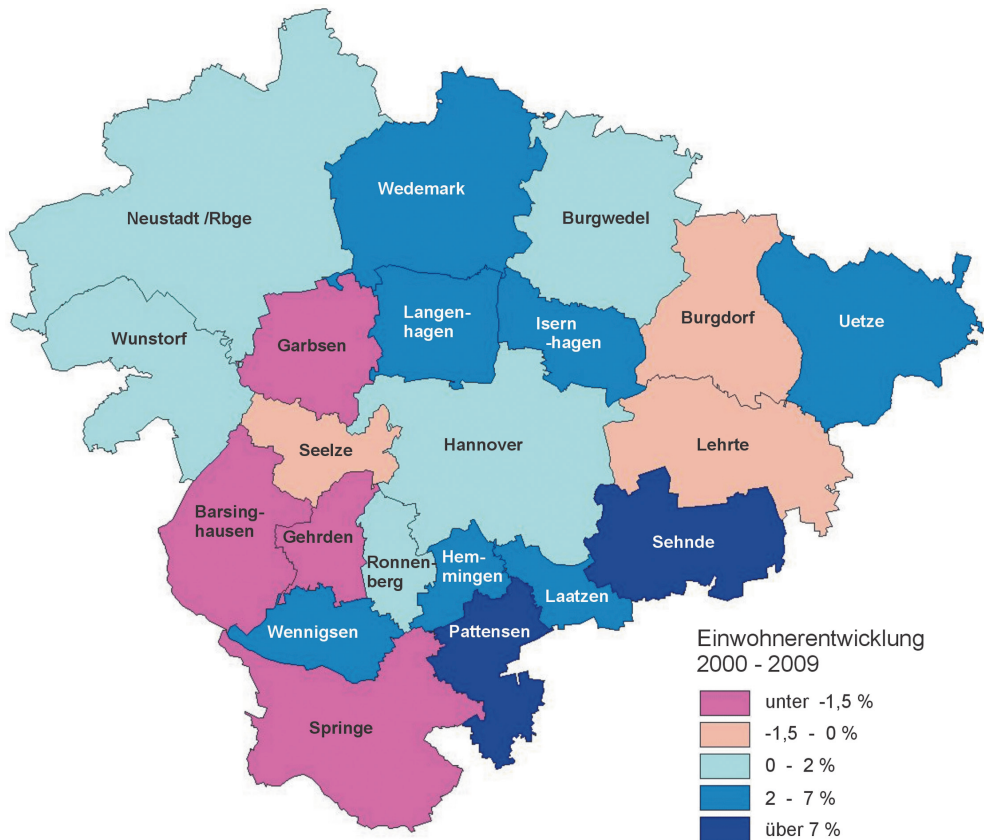 Wedemark
Neustadt /Rbge
Burgwedel
Langen-
hagen
Isern
-hagen
Burgdorf
Uetze
Wunstorf
Garbsen
Seelze
Hannover
Lehrte
Barsing-
hausen
Gehrden
Ronnen-
berg
Hem-
mingen
Laatzen
Sehnde
Wennigsen
Pattensen
Springe
Einwohnerentwicklung
2000 - 2009
unter -1,5 %
-1,5 - 0 %
0 - 2 %
2 - 7 %
über 7 %